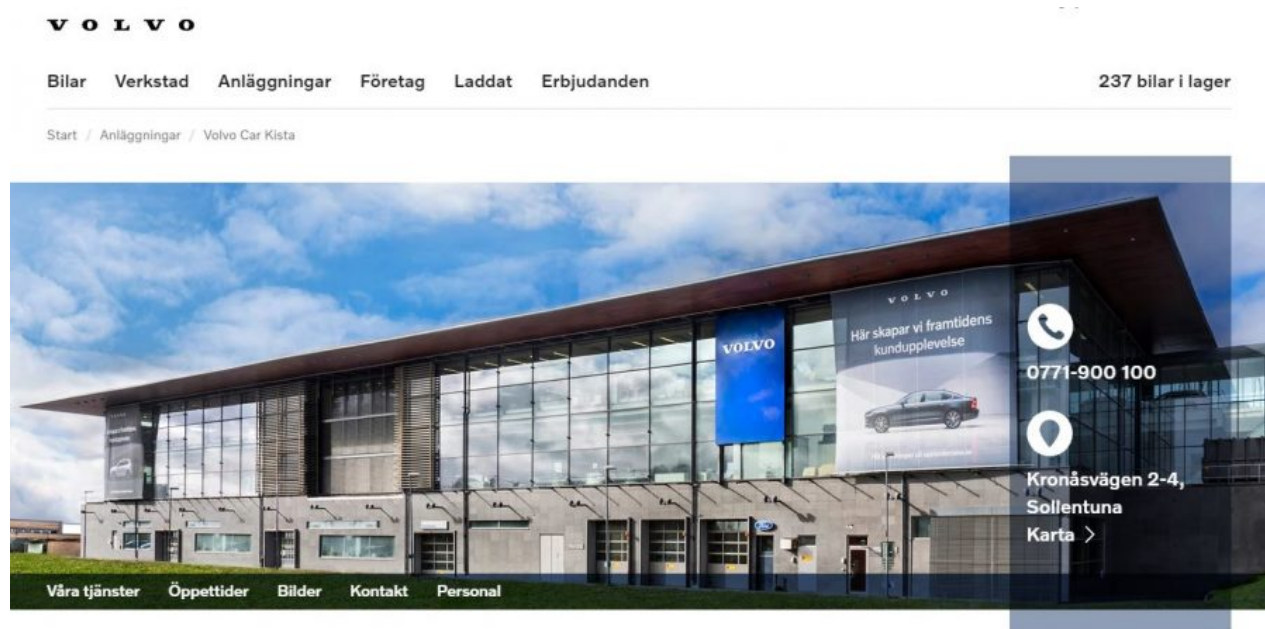 VOLVO
Bilar Verkstad Anläggningar Företag Laddat Erbjudanden 237 bilar i lager
Start / Anläggningar / Volvo Car Kista
VOLVO
Här skapar vi framtidens
kundupplevelse
VOLVO
Ford
0771-900 100
Kronåsvägen 2-4,
Sollentuna
Karta >
Våra tjänster Öppettider Bilder Kontakt Personal